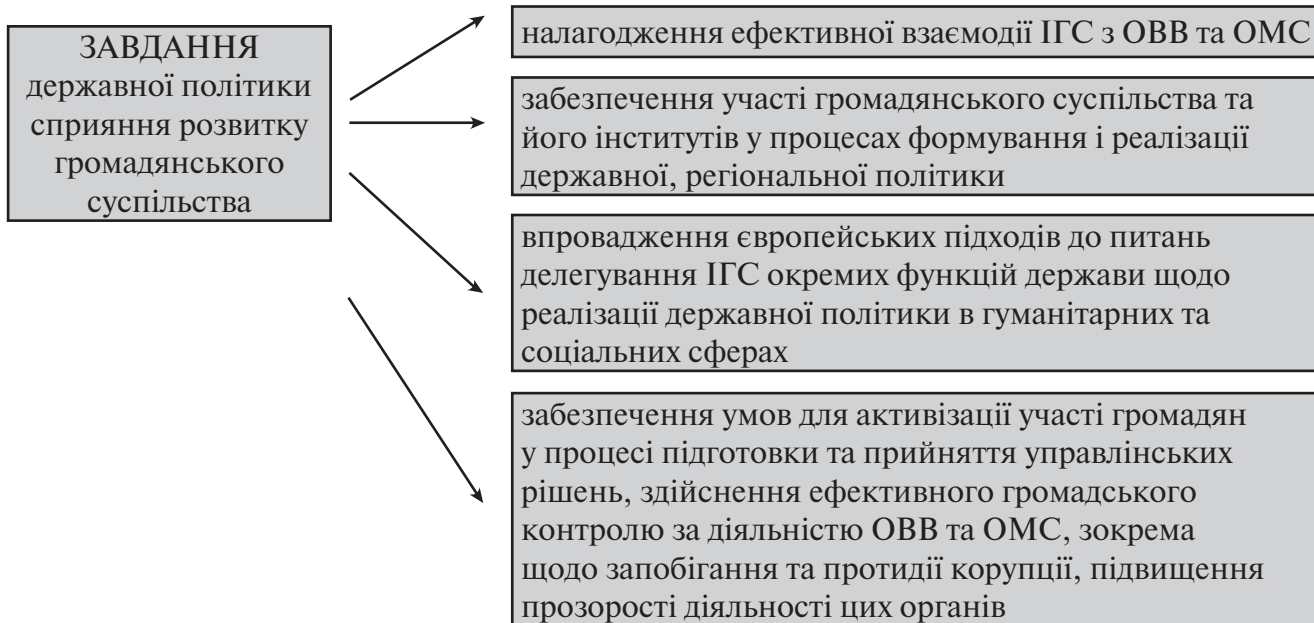 ЗАВДАННЯ
державної політики
сприяння розвитку
громадянського
суспільства
налагодження ефективної взаємодії ІГС з ОВВ та ОМС
забезпечення участі громадянського суспільства та
його інститутів у процесах формування і реалізації
державної, регіональної політики
впровадження європейських підходів до питань
делегування ІГС окремих функцій держави щодо
реалізації державної політики в гуманітарних та
соціальних сферах
забезпечення умов для активізації участі громадян
у процесі підготовки та прийняття управлінських
рішень, здійснення ефективного громадського
контролю за діяльністю ОВВ та ОМС, зокрема
щодо запобігання та протидії корупції, підвищення
прозорості діяльності цих органів